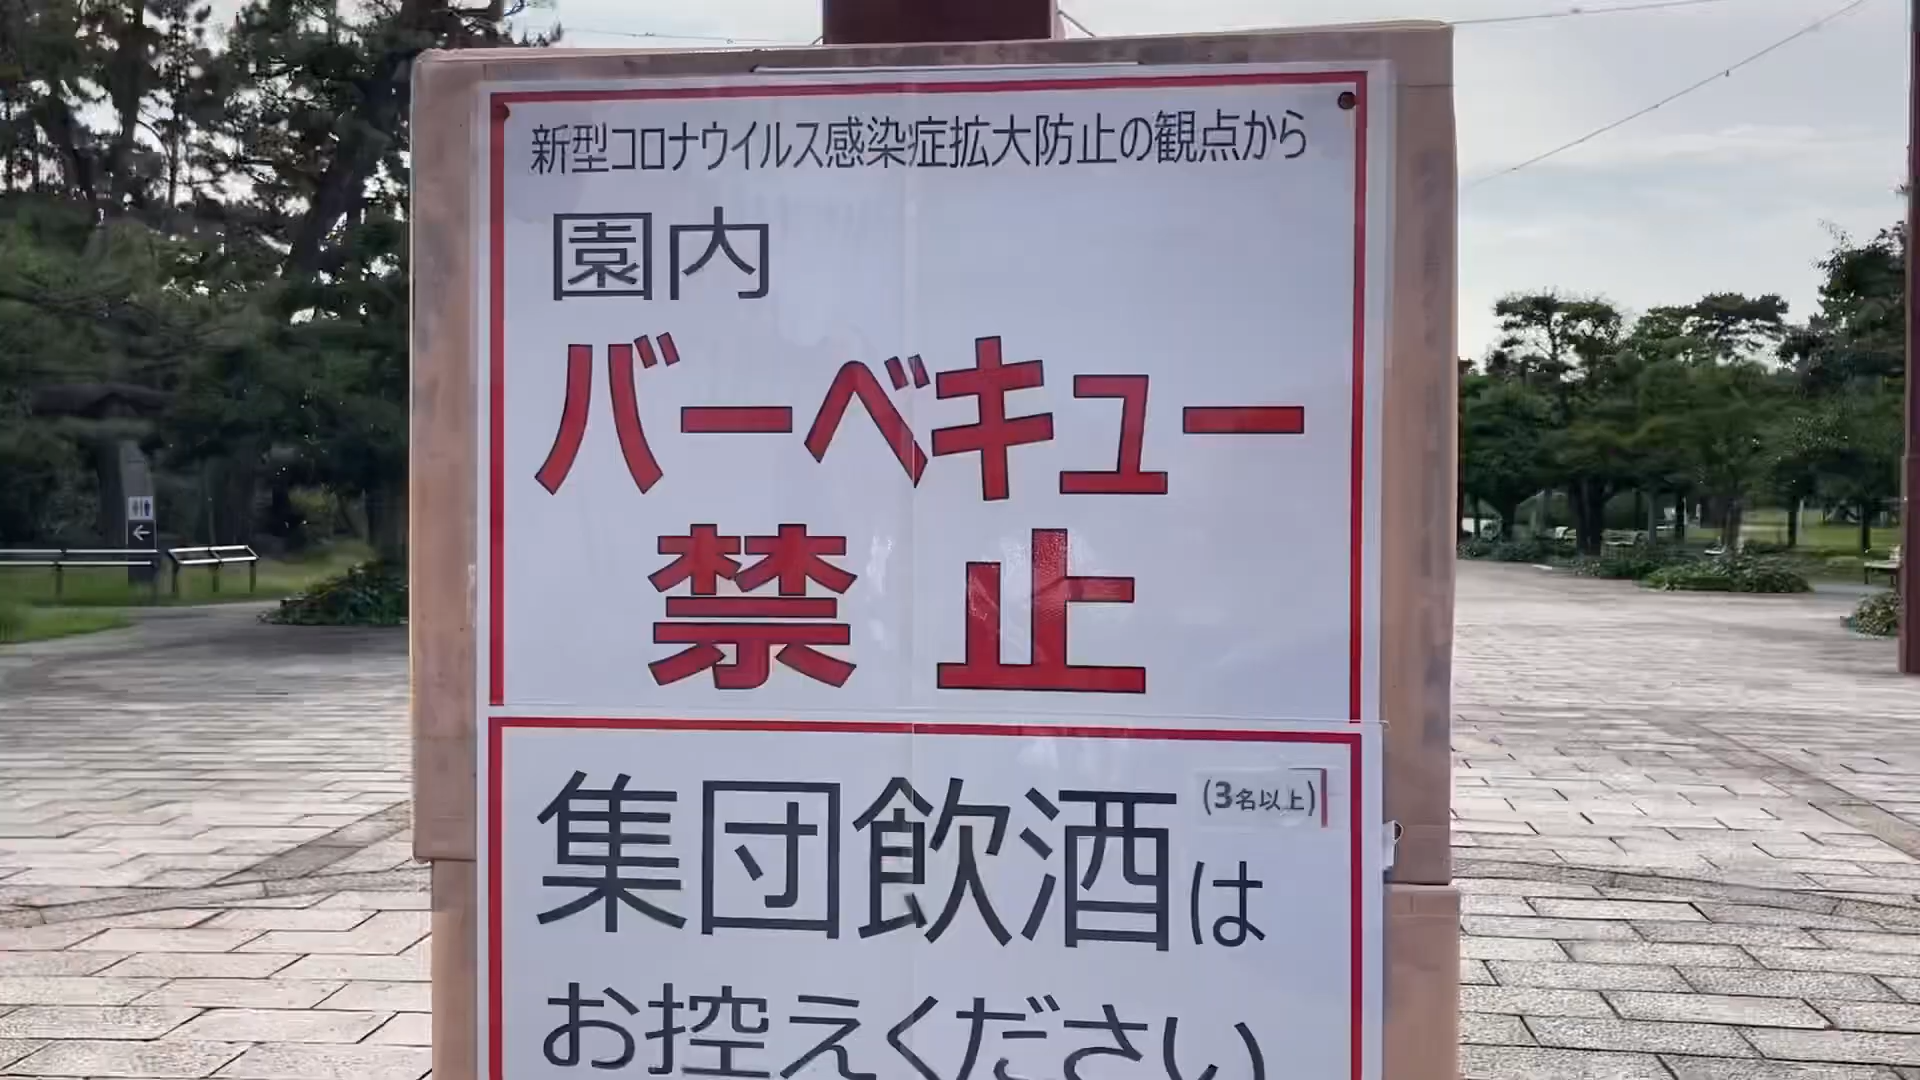 新型コロナウイルス感染症拡大防止の観点から
園内
バーベキュー
禁止
集団飲酒は
(3名以上)
お控えください